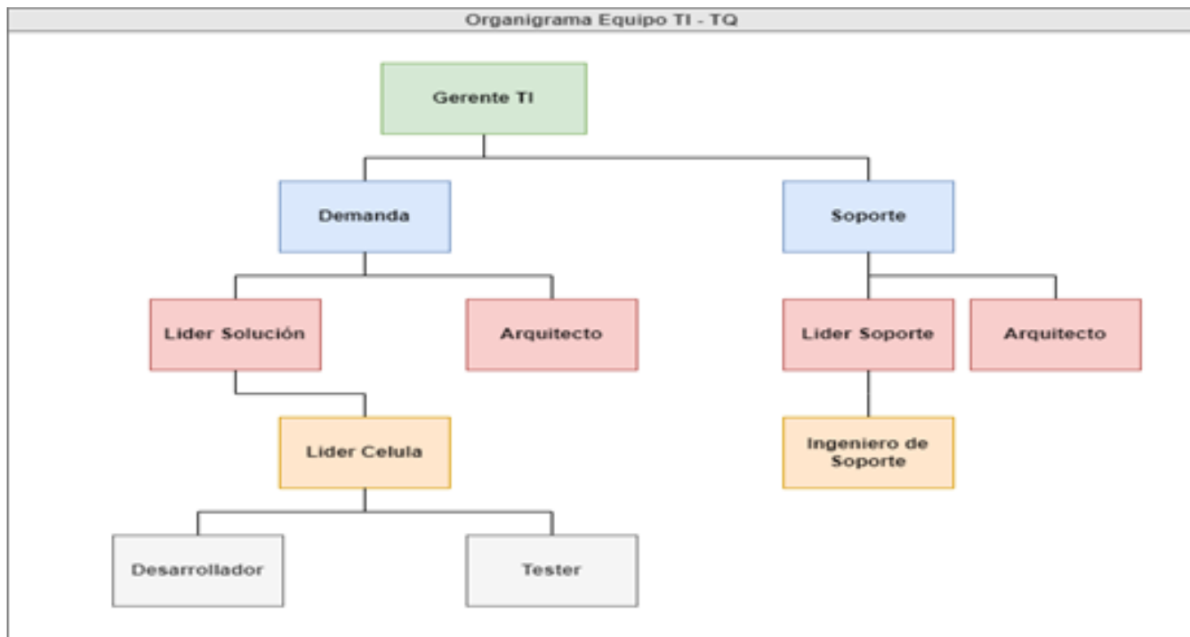 Organigrama Equipo TI - TQ
Gerente TI
Demanda
Soporte
Lider Solución
Arquitecto
Lider Soporte
Arquitecto
Lider Celula
Ingeniero de
Soporte
Desarrollador
Tester